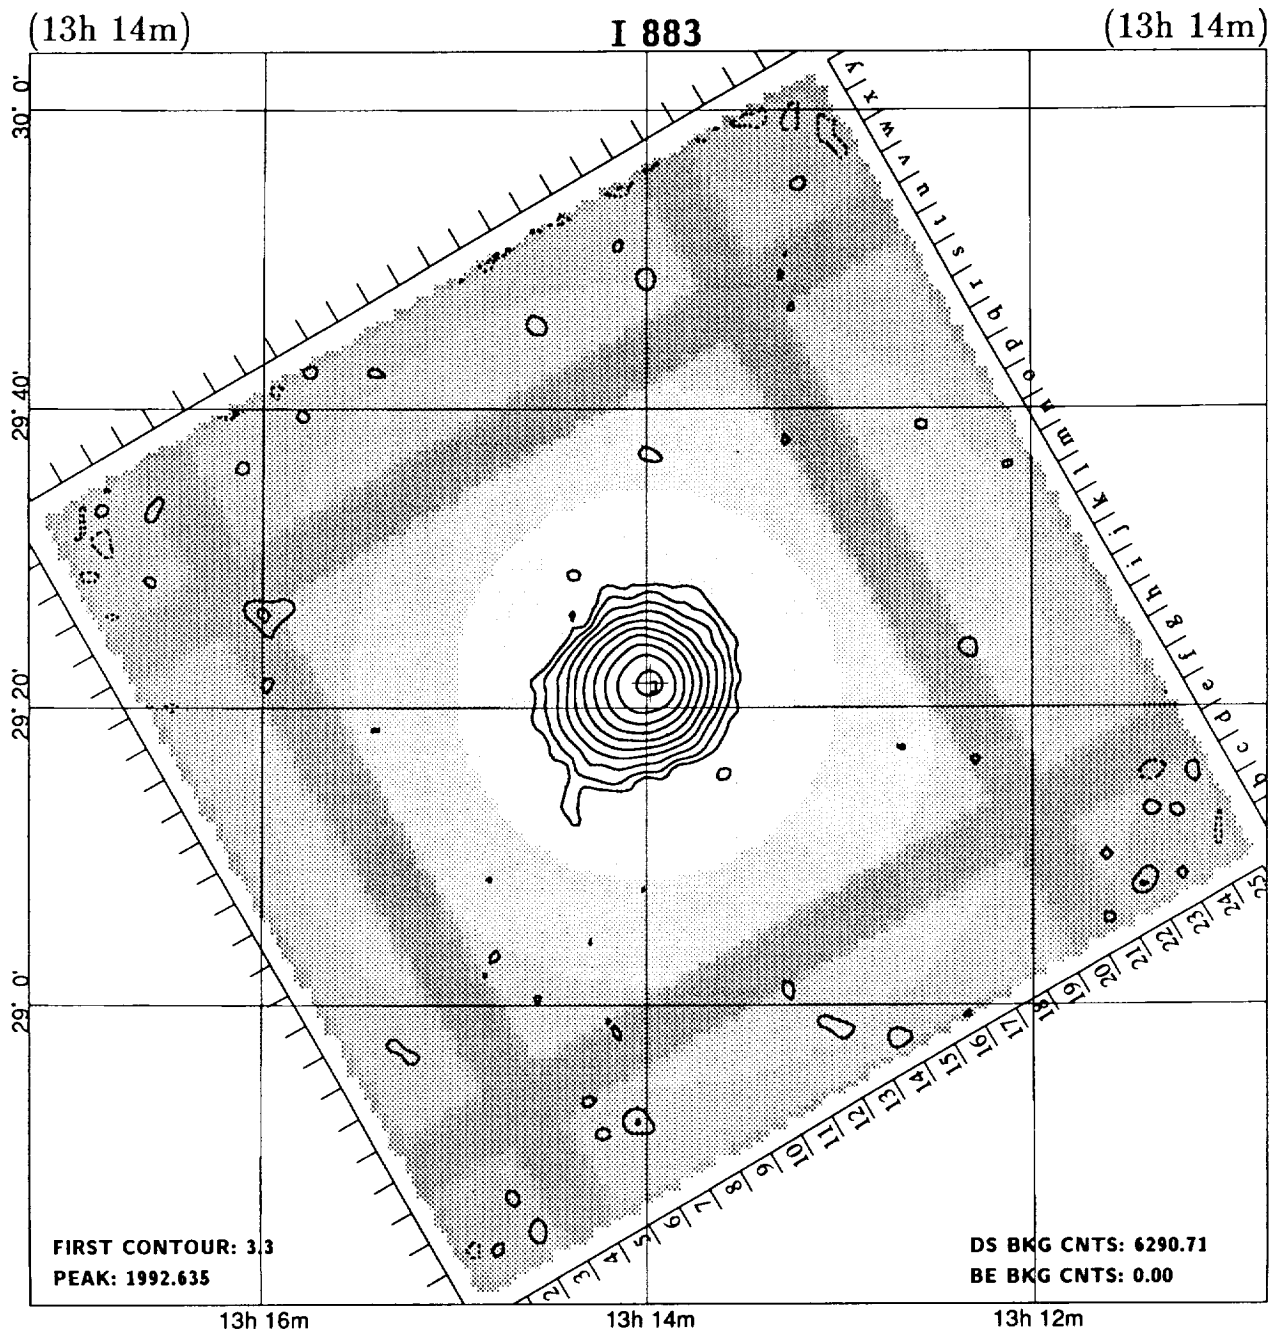 (13h 14m) I 883 (13h 14m)
30° 0'
29° 40'
29° 20'
29° 0'
y
x
w
v
u
t
s
r
q
p
o
n
m
l
k
j
i
h
g
f
e
d
c
b
25
24
23
22
21
20
19
18
17
16
15
14
13
12
11
10
9
8
7
6
5
4
3
2
FIRST CONTOUR: 3.3
PEAK: 1992.635
DS BKG CNTS: 6290.71
BE BKG CNTS: 0.00
13h 16m 13h 14m 13h 12m